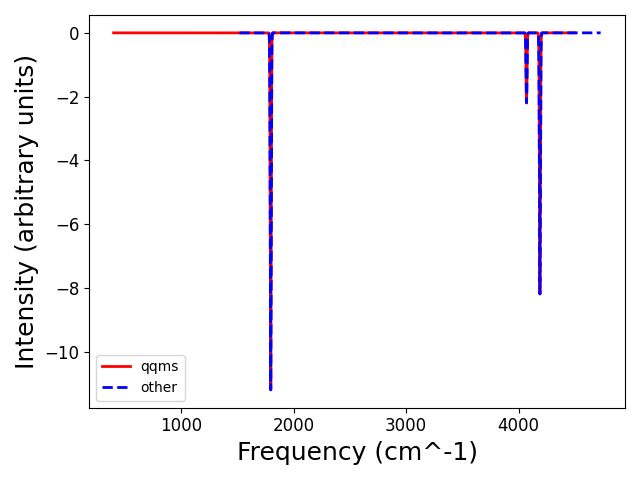 Intensity (arbitrary units)
0
−2
−4
−6
−8
−10
qqms
other
1000
2000
3000
4000
Frequency (cm^-1)